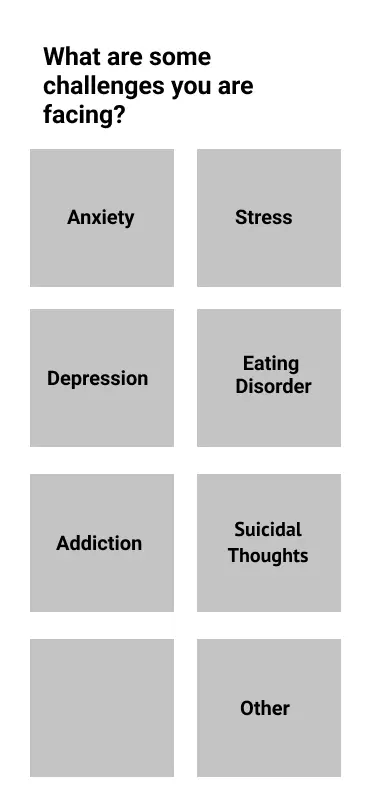 What are some
challenges you are
facing?
Anxiety
Stress
Depression
Eating
Disorder
Addiction
Suicidal
Thoughts
Other